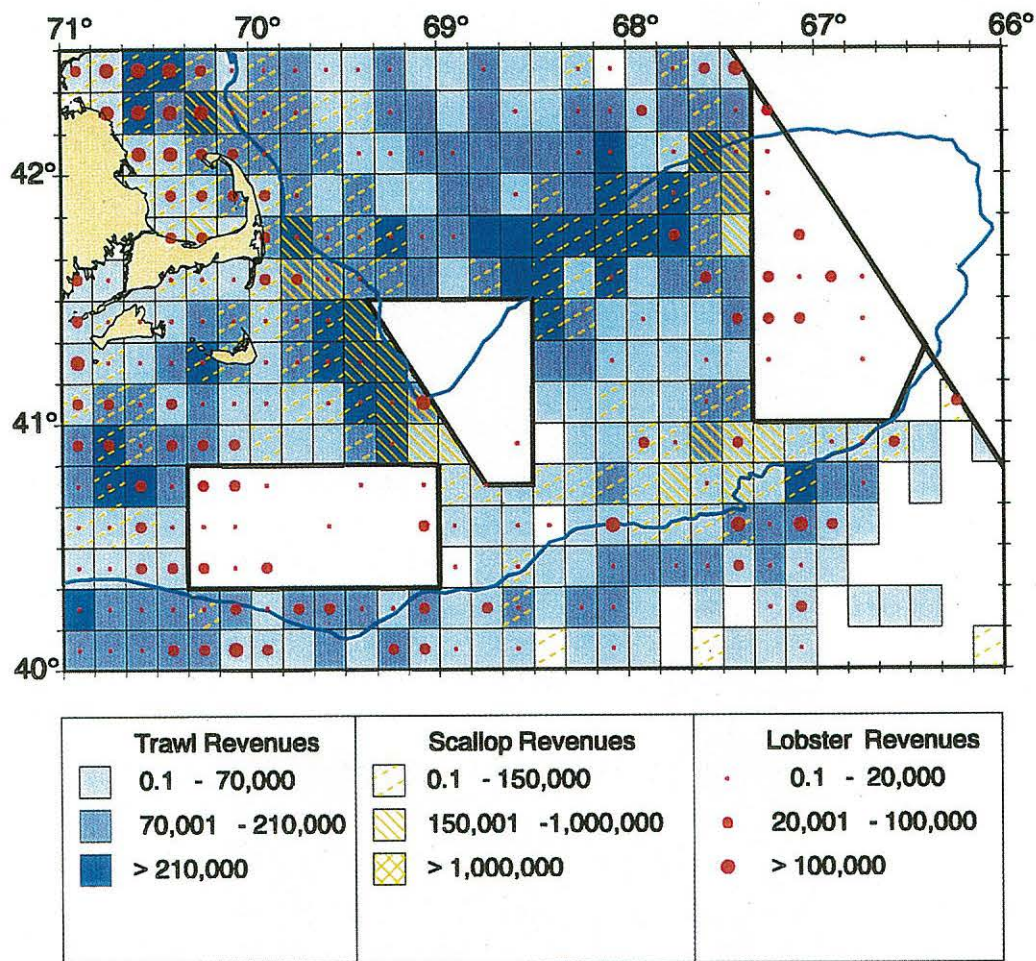 71° 70° 69° 68° 67° 66°
42°
41°
40°
Trawl Revenues
0.1 - 70,000
70,001 - 210,000
> 210,000
Scallop Revenues
0.1 - 150,000
150,001 -1,000,000
> 1,000,000
Lobster Revenues
0.1 - 20,000
20,001 - 100,000
> 100,000